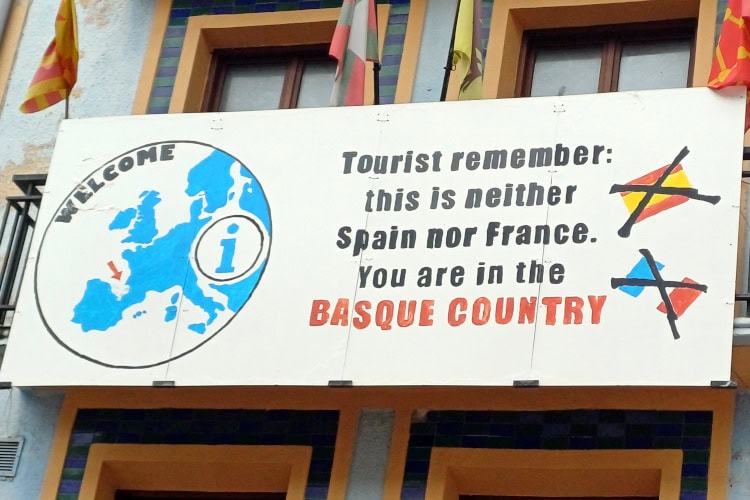 WELCOME
i
Tourist remember:
this is neither
Spain nor France.
You are in the
BASQUE COUNTRY